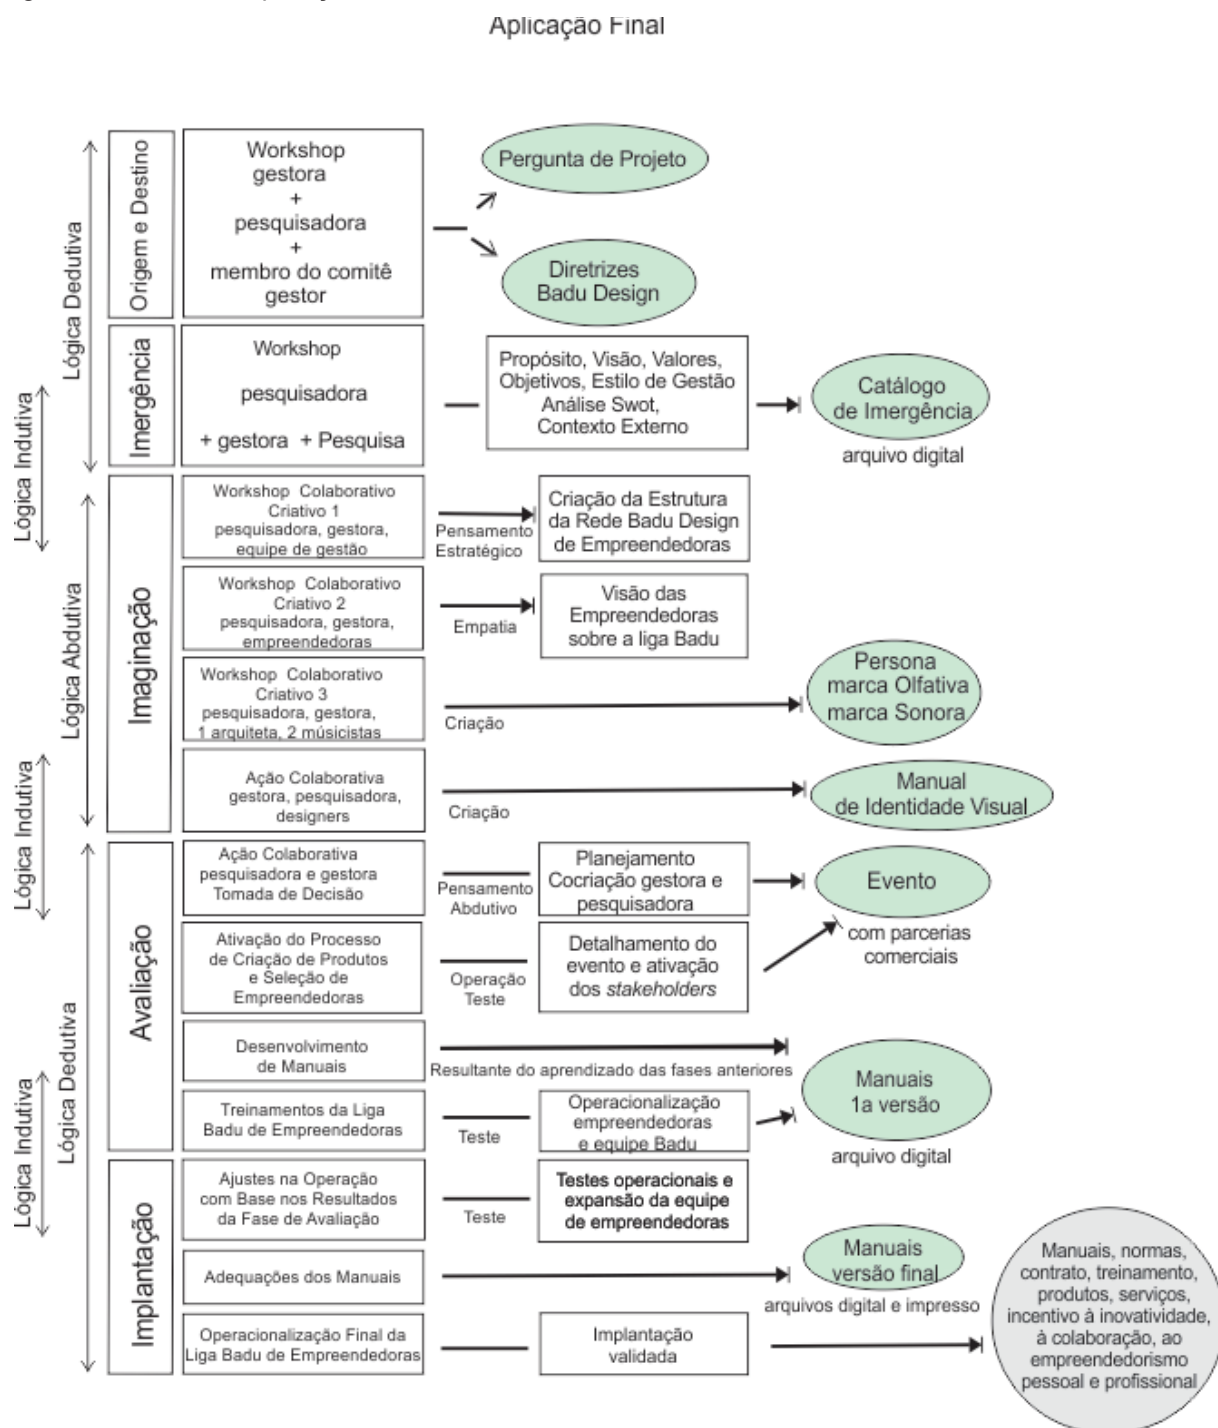 Aplicação Final
Lógica Dedutiva
Lógica Indutiva
Lógica Abdutiva
Lógica Indutiva
Lógica Dedutiva
Lógica Indutiva
Origem e Destino
Workshop
gestora
+
pesquisadora
+
membro do comitê
gestor
Pergunta de Projeto
Diretrizes
Badu Design
Imergência
Workshop
pesquisadora
+ gestora + Pesquisa
Propósito, Visão, Valores,
Objetivos, Estilo de Gestão
Análise Swot,
Contexto Externo
Catálogo
de Imergência
arquivo digital
Imaginação
Workshop Colaborativo
Criativo 1
pesquisadora, gestora,
equipe de gestão
Pensamento
Estratégico
Criação da Estrutura
da Rede Badu Design
de Empreendedoras
Workshop Colaborativo
Criativo 2
pesquisadora, gestora,
empreendedoras
Empatia
Visão das
Empreendedoras
sobre a liga Badu
Workshop Colaborativo
Criativo 3
pesquisadora, gestora,
1 arquiteta, 2 músicistas
Criação
Persona
marca Olfativa
marca Sonora
Ação Colaborativa
gestora, pesquisadora,
designers
Criação
Manual
de Identidade Visual
Avaliação
Ação Colaborativa
pesquisadora e gestora
Tomada de Decisão
Pensamento
Abdutivo
Planejamento
Cocriação gestora e
pesquisadora
Evento
com parcerias
comerciais
Ativação do Processo
de Criação de Produtos
e Seleção de
Empreendedoras
Operação
Teste
Detalhamento do
evento e ativação
dos stakeholders
Desenvolvimento
de Manuais
Resultante do aprendizado das fases anteriores
Manuais
1a versão
arquivo digital
Treinamentos da Liga
Badu de Empreendedoras
Teste
Operacionalização
empreendedoras
e equipe Badu
Implantação
Ajustes na Operação
com Base nos Resultados
da Fase de Avaliação
Teste
Testes operacionais e
expansão da equipe
de empreendedoras
Adequações dos Manuais
Manuais
versão final
arquivos digital e impresso
Operacionalização Final da
Liga Badu de Empreendedoras
Implantação
validada
Manuais, normas,
contrato, treinamento,
produtos, serviços,
incentivo à inovatividade,
à colaboração, ao
empreendedorismo
pessoal e profissional